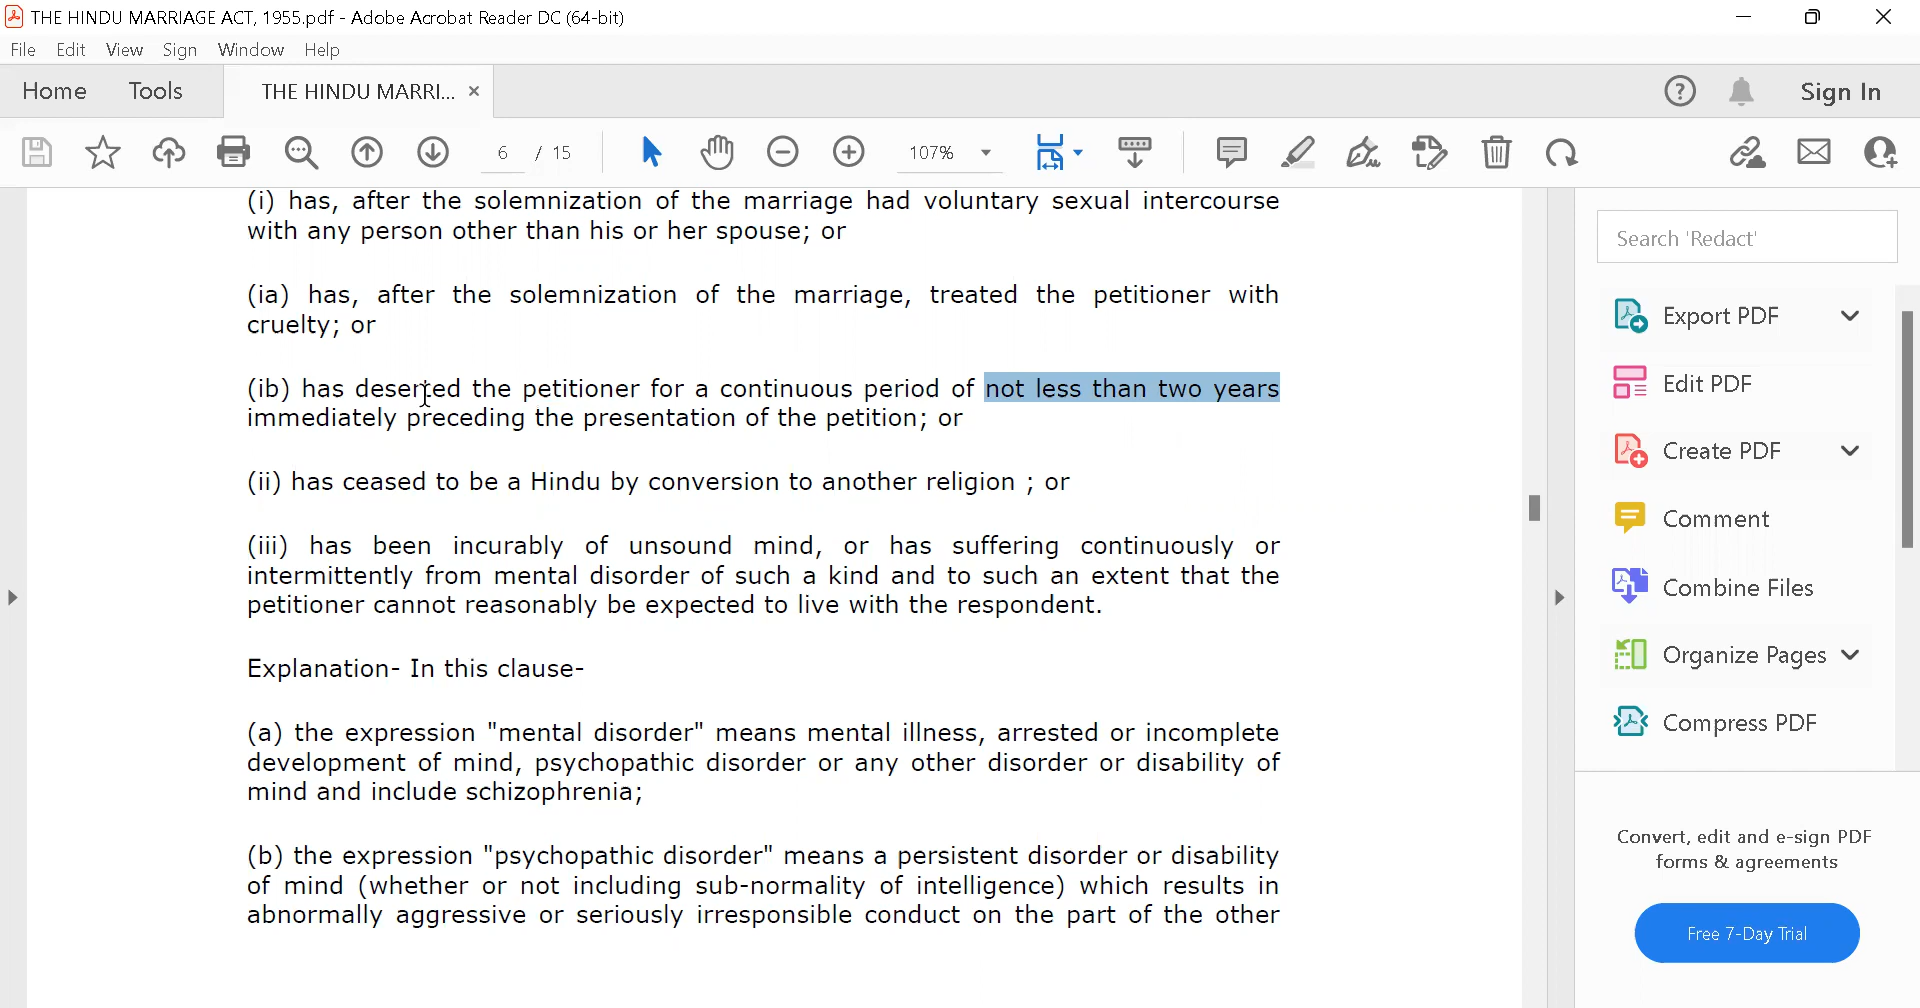 THE HINDU MARRIAGE ACT, 1955.pdf - Adobe Acrobat Reader DC (64-bit)
File Edit View Sign Window Help
Home Tools THE HINDU MARRI... × Sign In
6 / 15 107%
(i) has, after the solemnization of the marriage had voluntary sexual intercourse
with any person other than his or her spouse; or
(ia) has, after the solemnization of the marriage, treated the petitioner with
cruelty; or
(ib) has deserted the petitioner for a continuous period of not less than two years
immediately preceding the presentation of the petition; or
(ii) has ceased to be a Hindu by conversion to another religion ; or
(iii) has been incurably of unsound mind, or has suffering continuously or
intermittently from mental disorder of such a kind and to such an extent that the
petitioner cannot reasonably be expected to live with the respondent.
Explanation- In this clause-
(a) the expression "mental disorder" means mental illness, arrested or incomplete
development of mind, psychopathic disorder or any other disorder or disability of
mind and include schizophrenia;
(b) the expression "psychopathic disorder" means a persistent disorder or disability
of mind (whether or not including sub-normality of intelligence) which results in
abnormally aggressive or seriously irresponsible conduct on the part of the other
Search 'Redact'
Export PDF
Edit PDF
Create PDF
Comment
Combine Files
Organize Pages
Compress PDF
Convert, edit and e-sign PDF
forms & agreements
Free 7-Day Trial